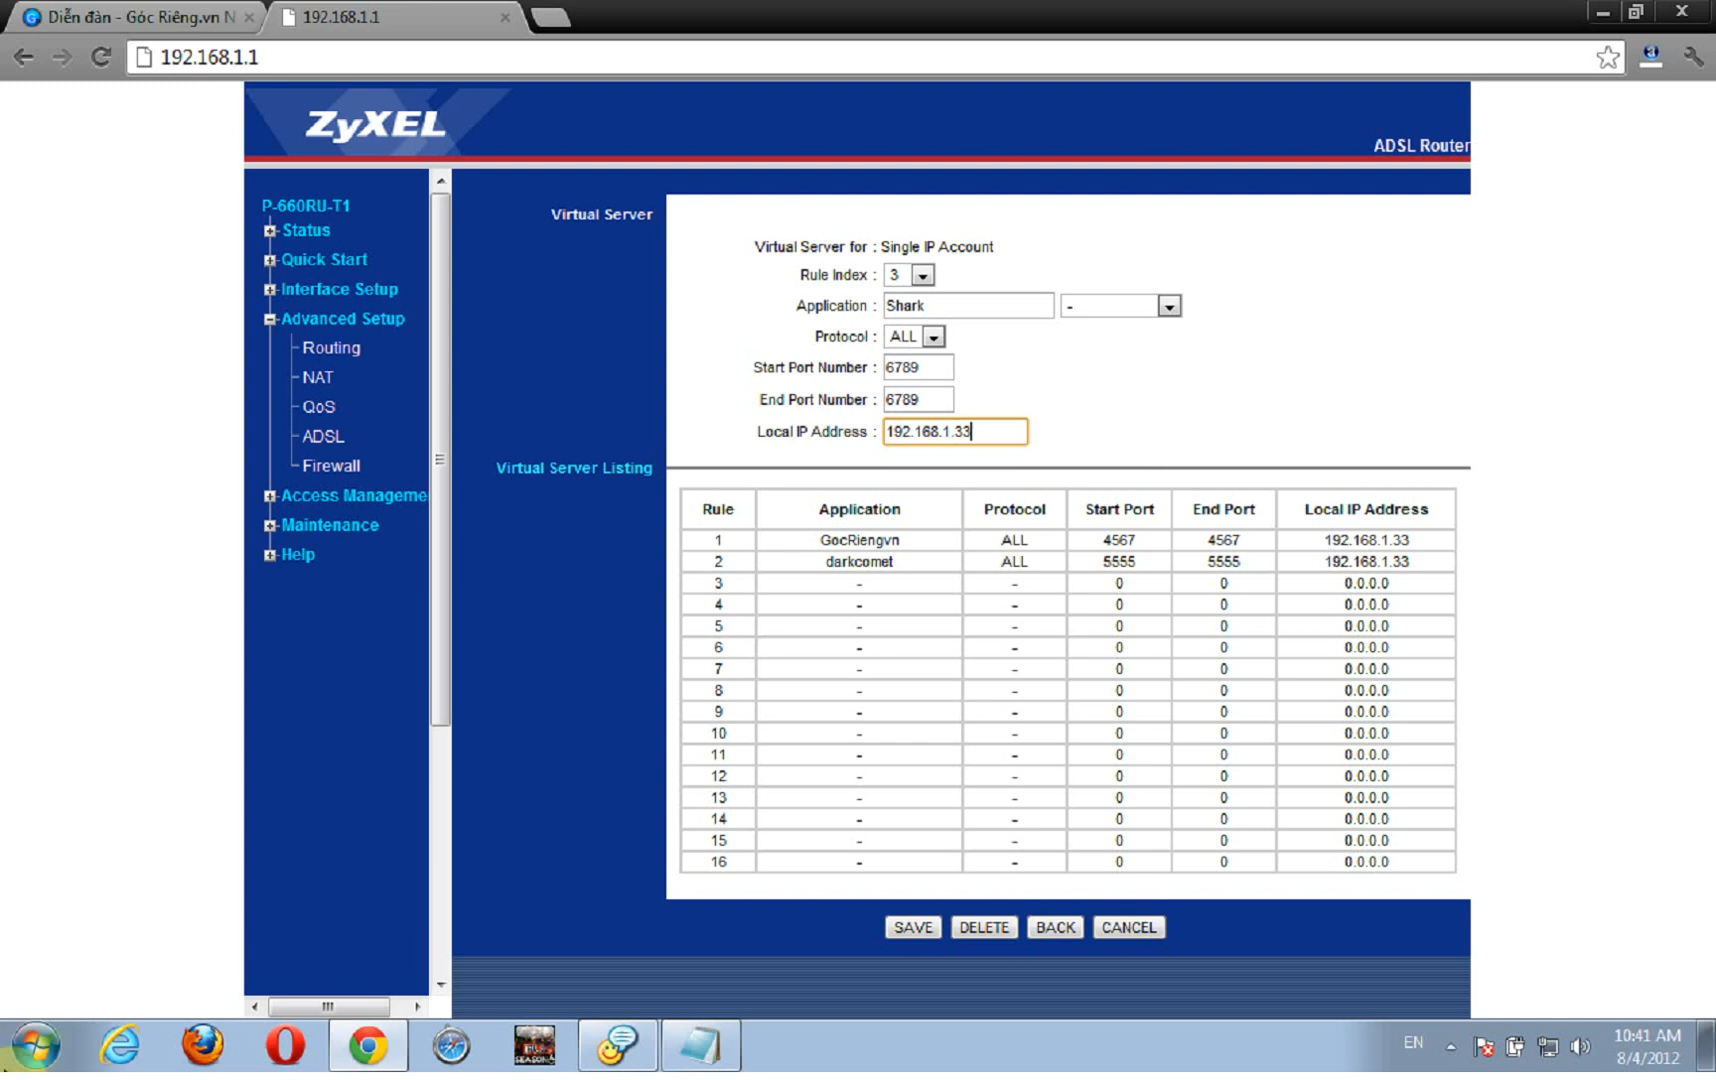 Diễn đàn - Góc Riêng.vn N
192.168.1.1
192.168.1.1
ZyXEL
ADSL Router
P-660RU-T1
Status
Quick Start
Interface Setup
Advanced Setup
Routing
NAT
QoS
ADSL
Firewall
Access Manageme
Maintenance
Help
Virtual Server
Virtual Server for : Single IP Account
Rule Index : 3
Application : Shark -
Protocol : ALL
Start Port Number : 6789
End Port Number : 6789
Local IP Address : 192.168.1.33
Virtual Server Listing
Rule Application Protocol Start Port End Port Local IP Address
1 GocRiengvn ALL 4567 4567 192.168.1.33
2 darkcomet ALL 5555 5555 192.168.1.33
3 - - 0 0 0.0.0.0
4 - - 0 0 0.0.0.0
5 - - 0 0 0.0.0.0
6 - - 0 0 0.0.0.0
7 - - 0 0 0.0.0.0
8 - - 0 0 0.0.0.0
9 - - 0 0 0.0.0.0
10 - - 0 0 0.0.0.0
11 - - 0 0 0.0.0.0
12 - - 0 0 0.0.0.0
13 - - 0 0 0.0.0.0
14 - - 0 0 0.0.0.0
15 - - 0 0 0.0.0.0
16 - - 0 0 0.0.0.0
SAVE DELETE BACK CANCEL
EN
10:41 AM
8/4/2012